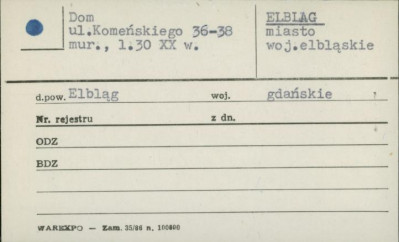 Dom
ul.Komeńskiego 36-38
mur., l.30 XX w.
ELBLĄG
miasto
woj.elbląskie
d.pow. Elbląg woj. gdańskie
Nr. rejestru z dn.
ODZ
BDZ
WAREXPO — Zam. 35/86 n. 100000